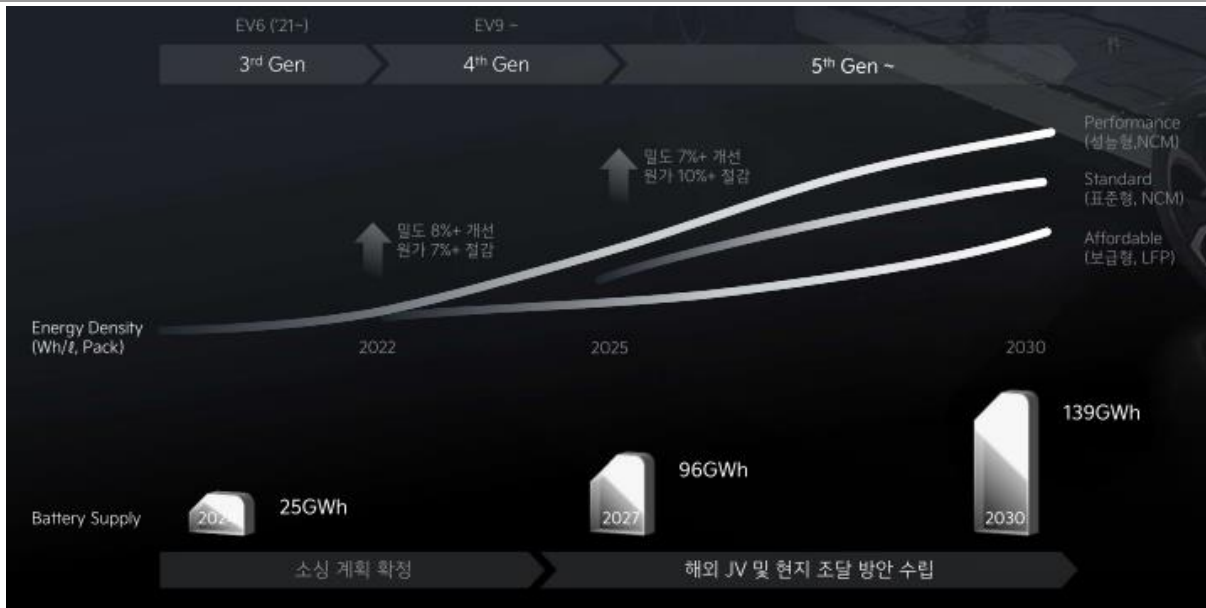 EV6 ('21~)
EV9 ~
3rd Gen
4th Gen
5th Gen ~
Performance
(성능형,NCM)
밀도 7%+ 개선
원가 10%+ 절감
Standard
(표준형, NCM)
밀도 8%+ 개선
원가 7%+ 절감
Affordable
(보급형, LFP)
Energy Density
(Wh/ℓ, Pack)
2022
2025
2030
139GWh
96GWh
25GWh
Battery Supply
2027
2030
소싱 계획 확정
해외 JV 및 현지 조달 방안 수립